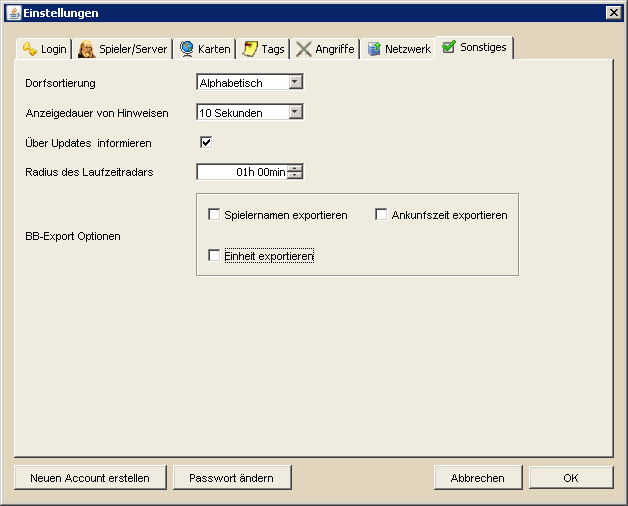 Einstellungen
Login Spieler/Server Karten Tags Angriffe Netzwerk Sonstiges
Dorfsortierung Alphabetisch
Anzeigedauer von Hinweisen 10 Sekunden
Über Updates informieren
Radius des Laufzeitradars 01h 00min
Spielernamen exportieren Ankunfszeit exportieren
BB-Export Optionen
Einheit exportieren
Neuen Account erstellen Passwort ändern Abbrechen OK